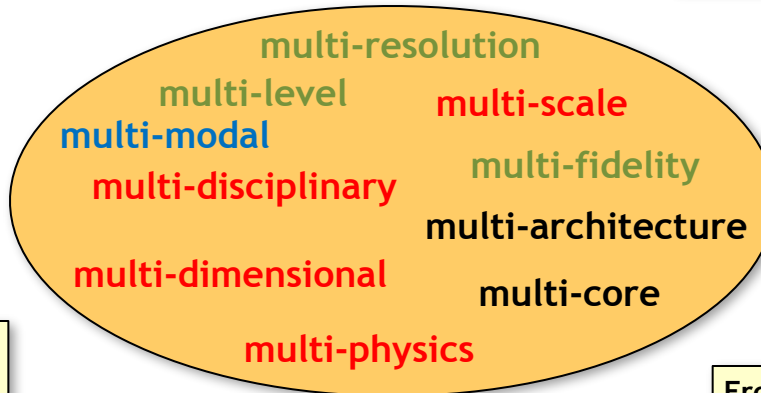 multi-resolution
multi-level
multi-scale
multi-modal
multi-fidelity
multi-disciplinary
multi-architecture
multi-dimensional
multi-core
multi-physics